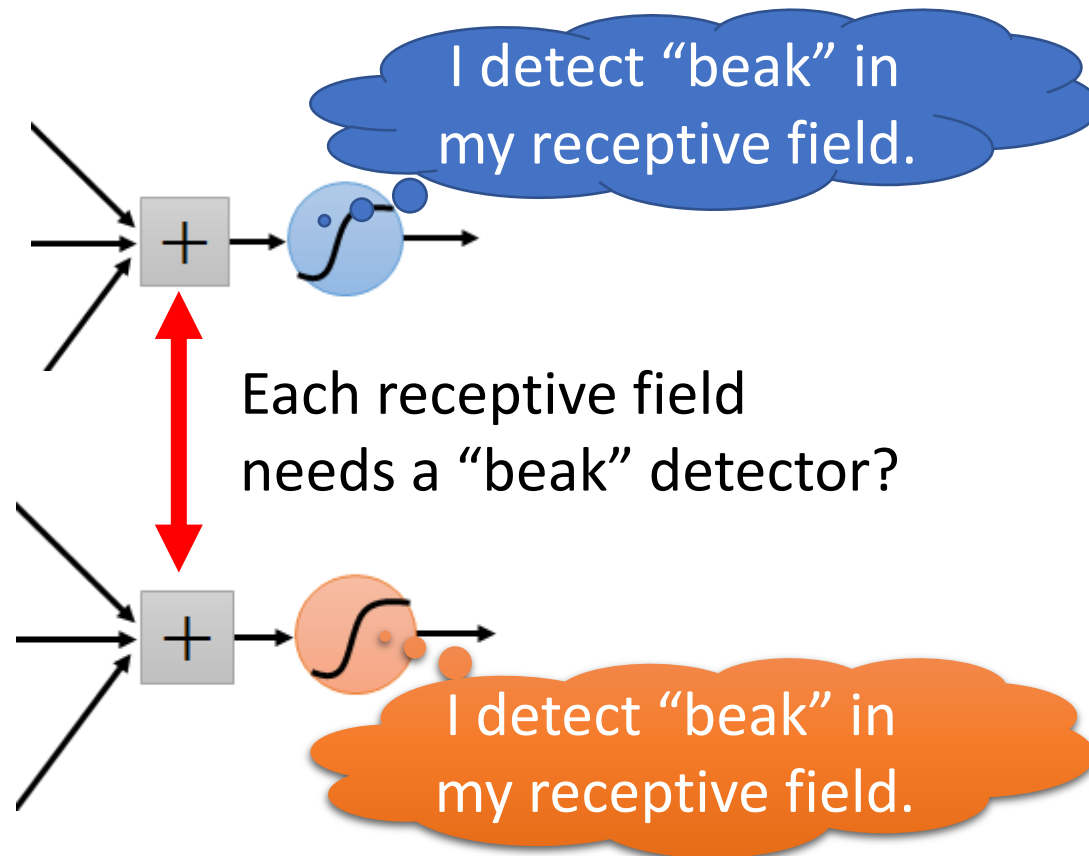 I detect “beak” in
my receptive field.
+
Each receptive field
needs a “beak” detector?
+
I detect “beak” in
my receptive field.